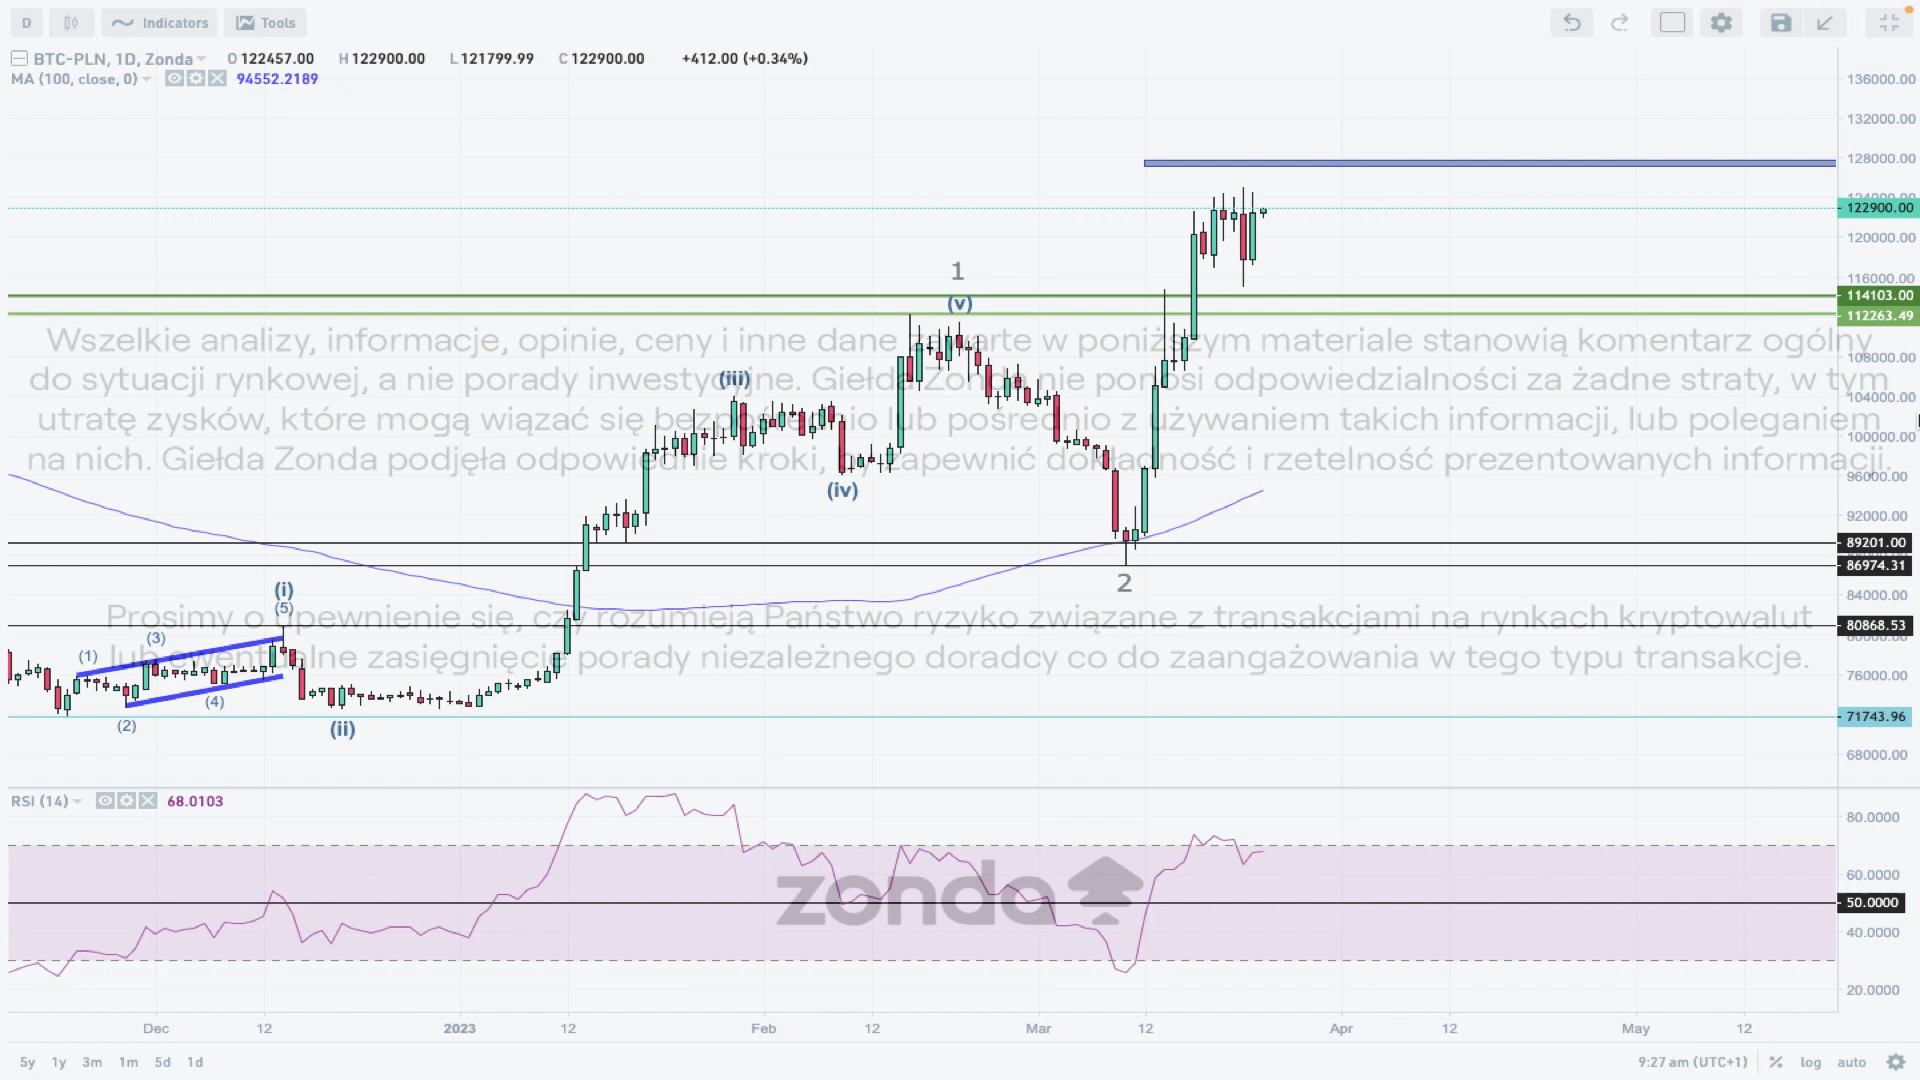 D Indicators Tools
BTC-PLN, 1D, Zonda O 122457.00 H 122900.00 L 121799.99 C 122900.00 +412.00 (+0.34%)
MA (100, close, 0) 94552.2189
136000.00
132000.00
128000.00
124000.00
122900.00
120000.00
116000.00
1
114103.00
(v)
112263.49
Wszelkie analizy, informacje, opinie, ceny i inne dane zawarte w poniższym materiale stanowią komentarz ogólny
108000.00
(iii)
do sytuacji rynkowej, a nie porady inwestycyjne. Giełda Zonda nie ponosi odpowiedzialności za żadne straty, w tym
104000.00
utratę zysków, które mogą wiązać się bezpośrednio lub pośrednio z używaniem takich informacji, lub poleganiem
100000.00
na nich. Giełda Zonda podjęła odpowiednie kroki, by zapewnić dokładność i rzetelność prezentowanych informacji.
96000.00
(iv)
92000.00
89201.00
86974.31
2
(i)
84000.00
(5)
Prosimy o upewnienie się, czy rozumieją Państwo ryzyko związane z transakcjami na rynkach kryptowalut
80868.53
80000.00
(3)
(1)
lub ewentualne zasięgnięcie porady niezależnego doradcy co do zaangażowania w tego typu transakcje.
76000.00
(4)
71743.96
(2)
(ii)
68000.00
RSI (14) 68.0103
80.0000
60.0000
zonda
50.0000
40.0000
20.0000
Dec 12 2023 12 Feb 12 Mar 12 Apr 12 May 12
5y 1y 3m 1m 5d 1d 9:27 am (UTC+1) % log auto